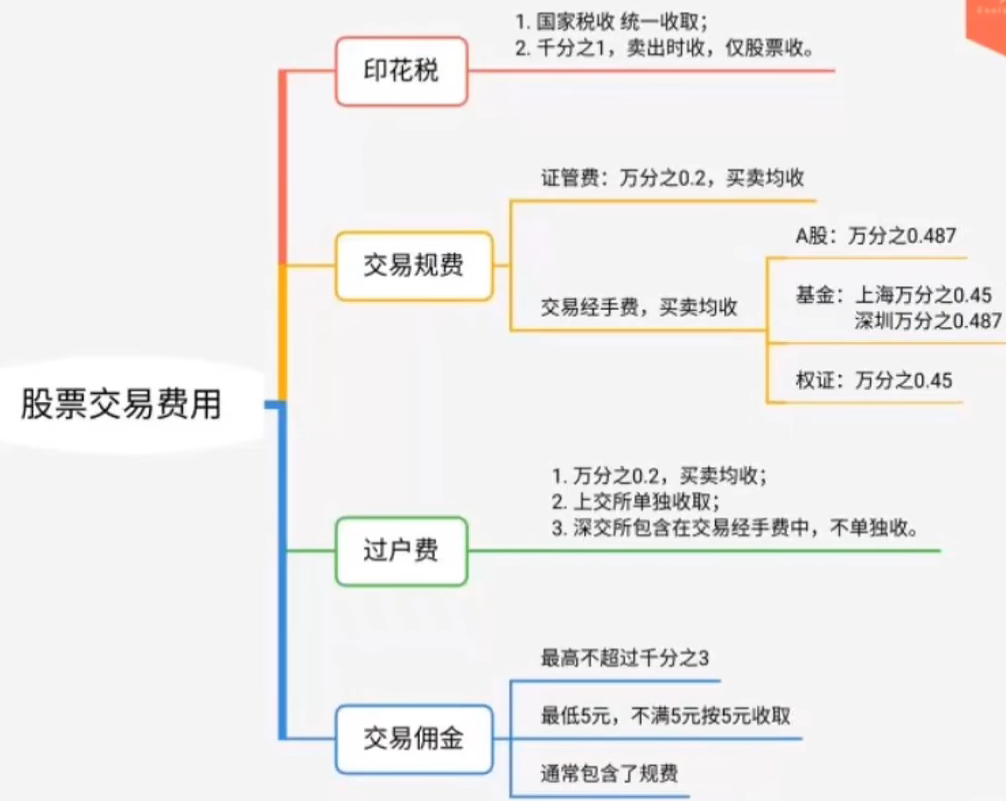 1. 国家税收 统一收取；
2. 千分之1，卖出时收，仅股票收。
印花税
证管费：万分之0.2，买卖均收
交易规费
交易经手费，买卖均收
A股：万分之0.487
基金：上海万分之0.45
深圳万分之0.487
权证：万分之0.45
股票交易费用
1. 万分之0.2，买卖均收；
2. 上交所单独收取；
3. 深交所包含在交易经手费中，不单独收。
过户费
最高不超过千分之3
交易佣金
最低5元，不满5元按5元收取
通常包含了规费